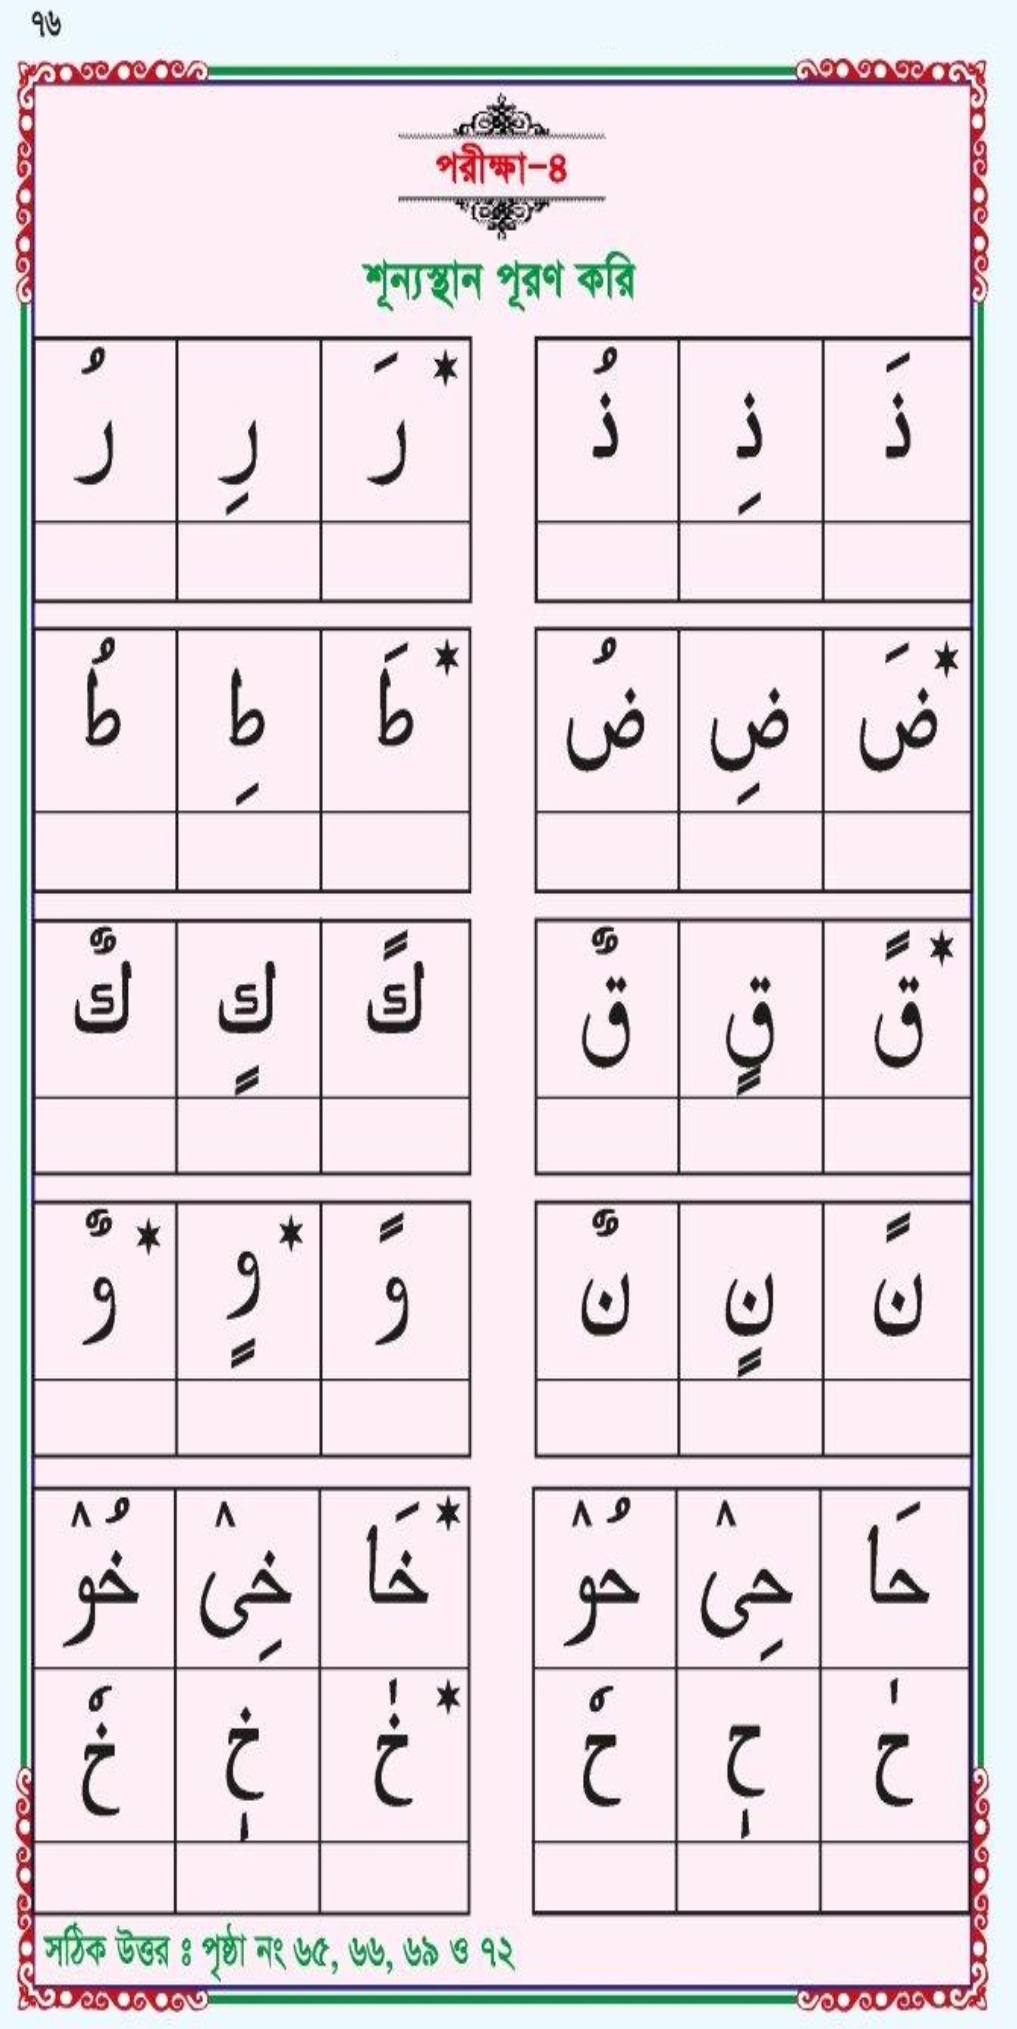 ৭৬
পরীক্ষা-৪
শূন্যস্থান পূরণ করি
ذَ ذِ ذُ
رَ ★ رِ رُ
ضَ ★ ضِ ضُ
طَ ★ طِ طُ
قً ★ قٍ قٌ
كً كٍ كٌ
نً نٍ نٌ
وً وٍ ★ وٌ ★
حَا حِىْ حُوْ
خَا ★ خِىْ خُوْ
حٰ حٖ حٗ
خٰ ★ خٖ خٗ
সঠিক উত্তর ঃ পৃষ্ঠা নং ৬৫, ৬৬, ৬৯ ও ৭২